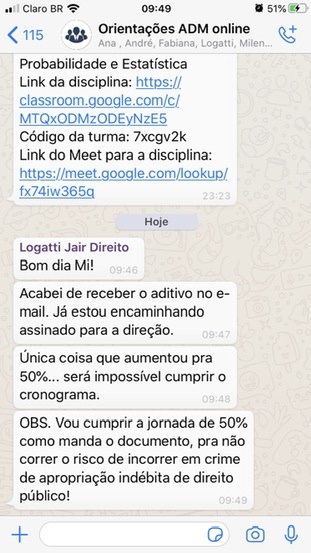 Claro BR 09:49 51%
115 Orientações ADM online
Ana , André, Fabiana, Logatti, Milen...
Probabilidade e Estatística
Link da disciplina: https://
classroom.google.com/c/
MTQxODMzODEyNzE5
Código da turma: 7xcgv2k
Link do Meet para a disciplina:
https://meet.google.com/lookup/
fx74iw365q
23:23
Hoje
Logatti Jair Direito
Bom dia Mi!
09:46
Acabei de receber o aditivo no e-
mail. Já estou encaminhando
assinado para a direção.
09:47
Única coisa que aumentou pra
50%... será impossível cumprir o
cronograma.
09:48
OBS. Vou cumprir a jornada de 50%
como manda o documento, pra não
correr o risco de incorrer em crime
de apropriação indébita de direito
público!
09:49